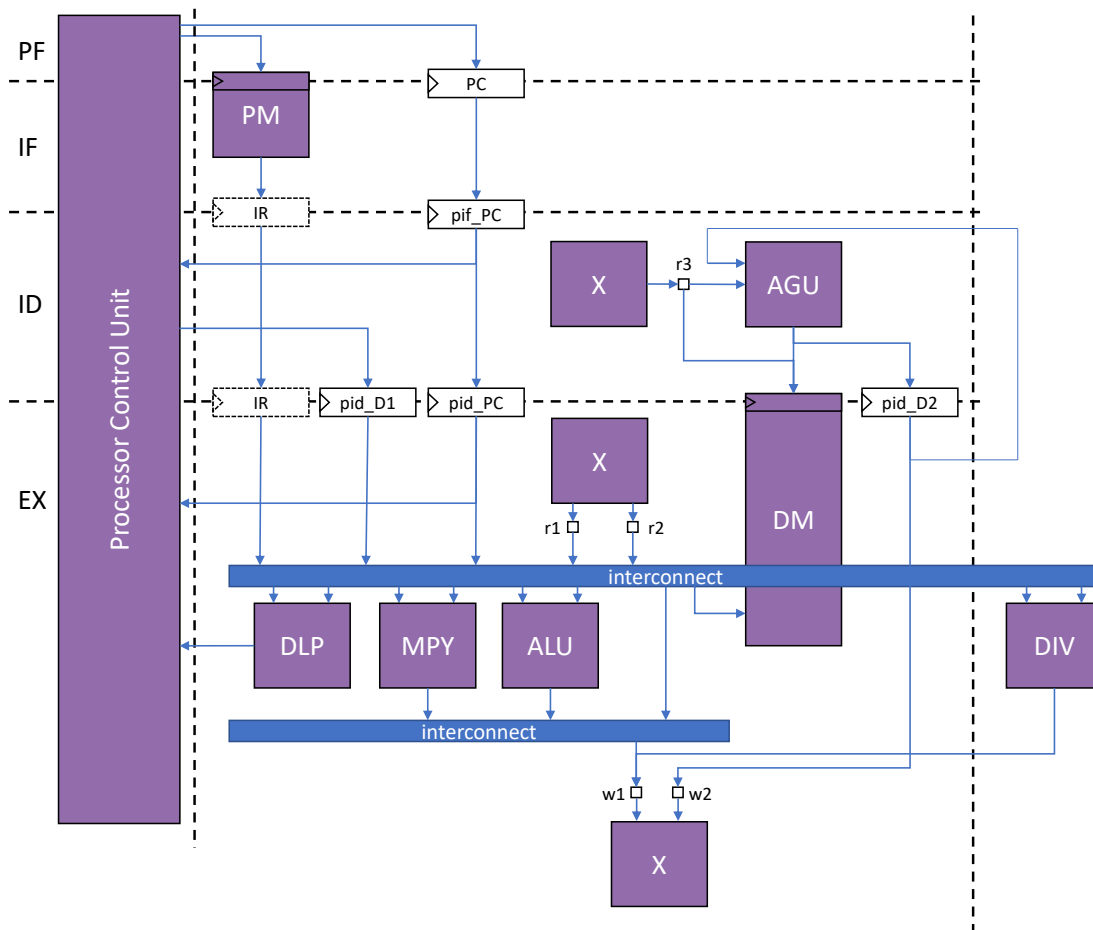 PF
PC
PM
IF
IR
pif_PC
r3
X
AGU
ID
Processor Control Unit
IR
pid_D1
pid_PC
pid_D2
X
EX
DM
r1
r2
interconnect
DLP
MPY
ALU
DIV
interconnect
w1
w2
X